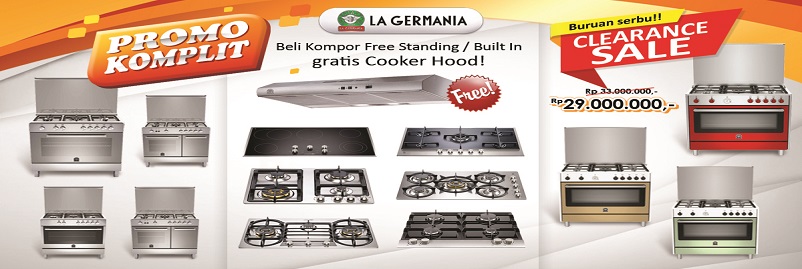 PROMO
KOMPLIT
LA GERMANIA
Beli Kompor Free Standing / Built In
gratis Cooker Hood!
Free!
Buruan serbu!!
CLEARANCE
SALE
Rp 33.000.000,-
Rp 29.000.000,-